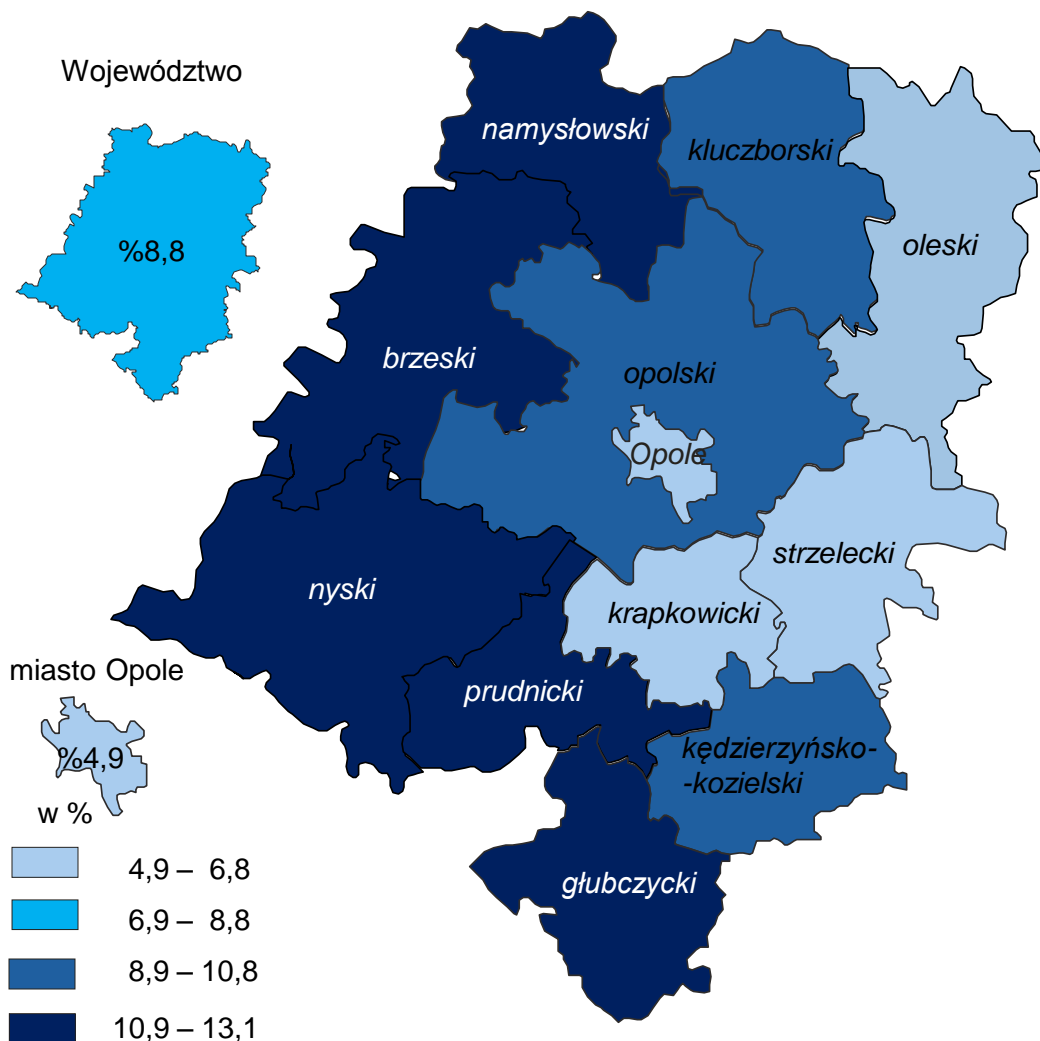 Województwo
%8,8
namysłowski
kluczborski
oleski
brzeski
opolski
Opole
strzelecki
nyski
krapkowicki
miasto Opole
%4,9
prudnicki
kędzierzyńsko-
-kozielski
głubczycki
w %
4,9 – 6,8
6,9 – 8,8
8,9 – 10,8
10,9 – 13,1